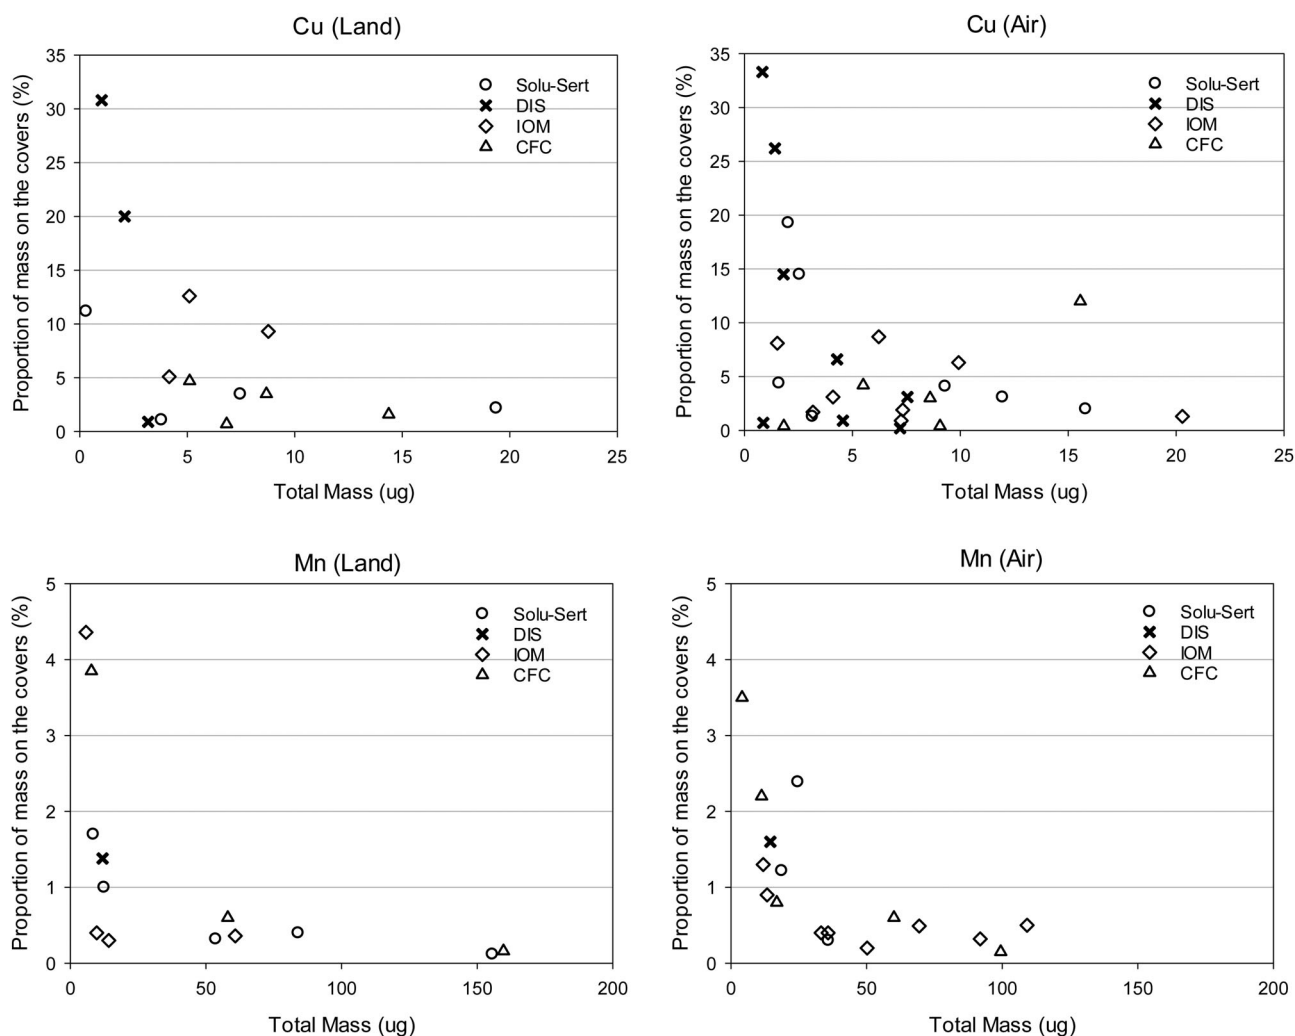 Cu (Land)
Proportion of mass on the covers (%)
35
30
25
20
15
10
5
0
Solu-Sert
DIS
IOM
CFC
0 5 10 15 20 25
Total Mass (ug)
Cu (Air)
Proportion of mass on the covers (%)
35
30
25
20
15
10
5
0
Solu-Sert
DIS
IOM
CFC
0 5 10 15 20 25
Total Mass (ug)
Mn (Land)
Proportion of mass on the covers (%)
5
4
3
2
1
0
Solu-Sert
DIS
IOM
CFC
0 50 100 150 200
Total Mass (ug)
Mn (Air)
Proportion of mass on the covers (%)
5
4
3
2
1
0
Solu-Sert
DIS
IOM
CFC
0 50 100 150 200
Total Mass (ug)